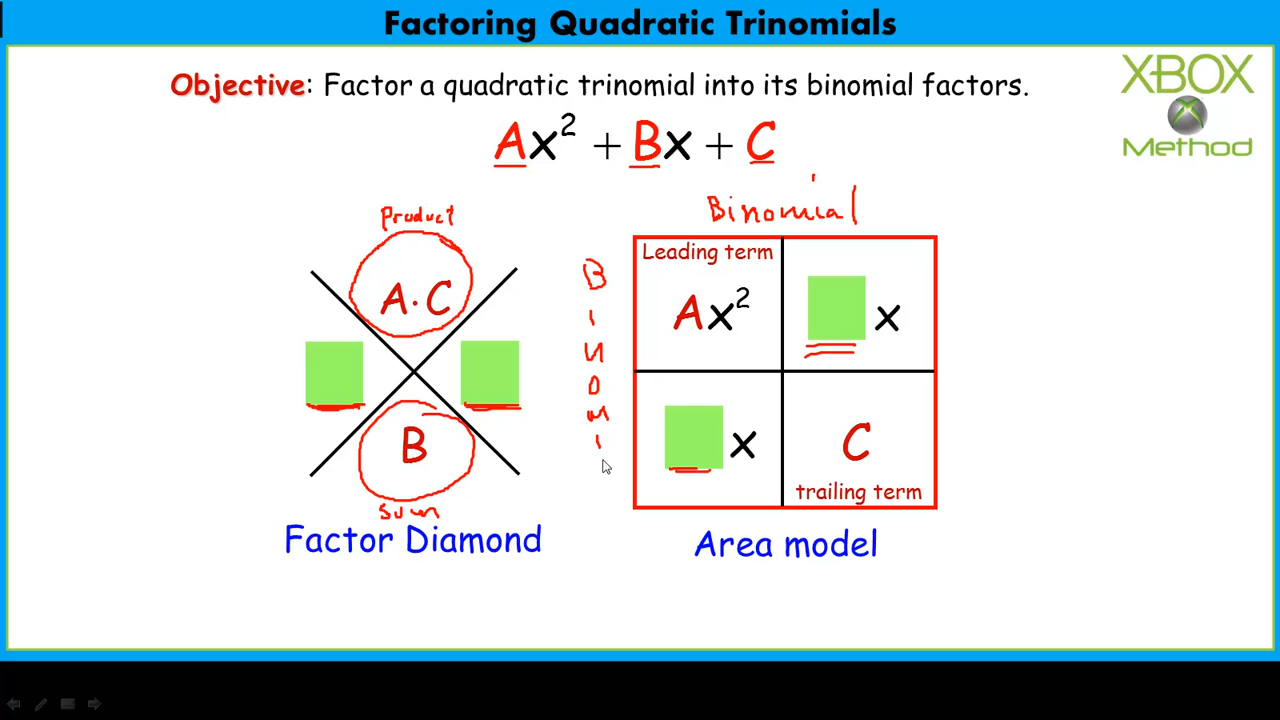 Factoring Quadratic Trinomials
Objective: Factor a quadratic trinomial into its binomial factors.
XBOX
Method
Ax² + Bx + C
Product
A·C
B
Sum
Factor Diamond
Binomial
B
i
n
o
m
i
Leading term
Ax²
x
x
C
trailing term
Area model